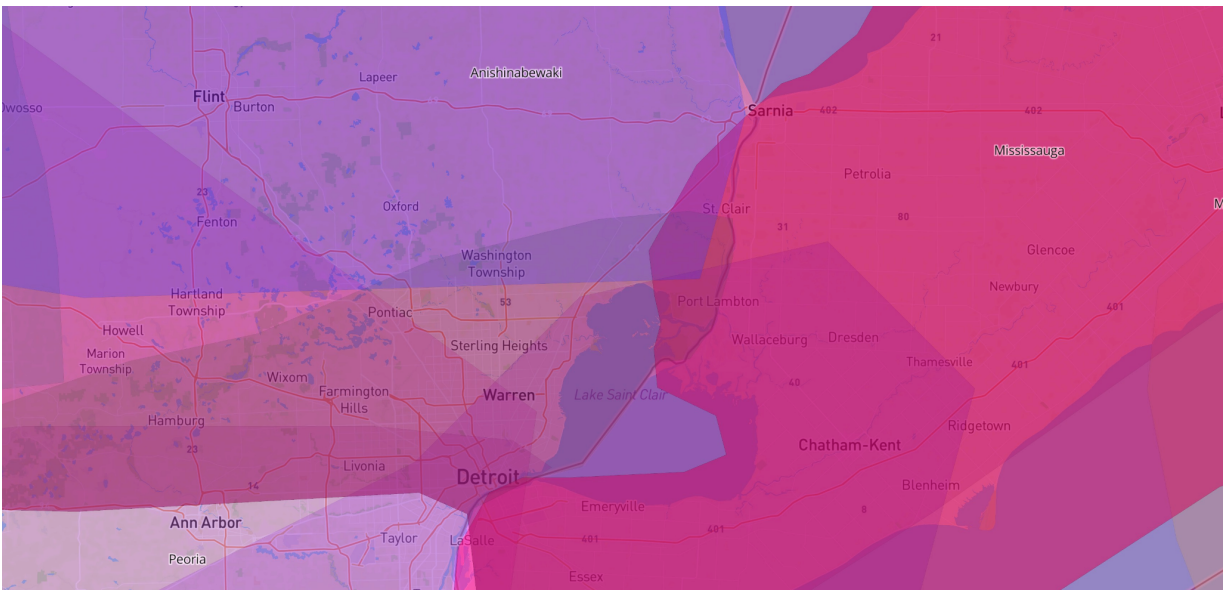 21
Anishinabewaki
Lapeer
Flint
Burton
Owosso
Sarnia
402
402
Mississauga
Petrolia
23
Oxford
St. Clair
80
Fenton
31
Washington
Township
Glencoe
Newbury
Hartland
Township
53
Port Lambton
401
Pontiac
Howell
Wallaceburg
Dresden
Sterling Heights
Marion
Township
Thamesville
401
Wixom
40
Farmington
Hills
Warren
Lake Saint Clair
Hamburg
Ridgetown
23
Chatham-Kent
Livonia
Detroit
14
Blenheim
Emeryville
8
Ann Arbor
401
Taylor
LaSalle
401
Peoria
Essex